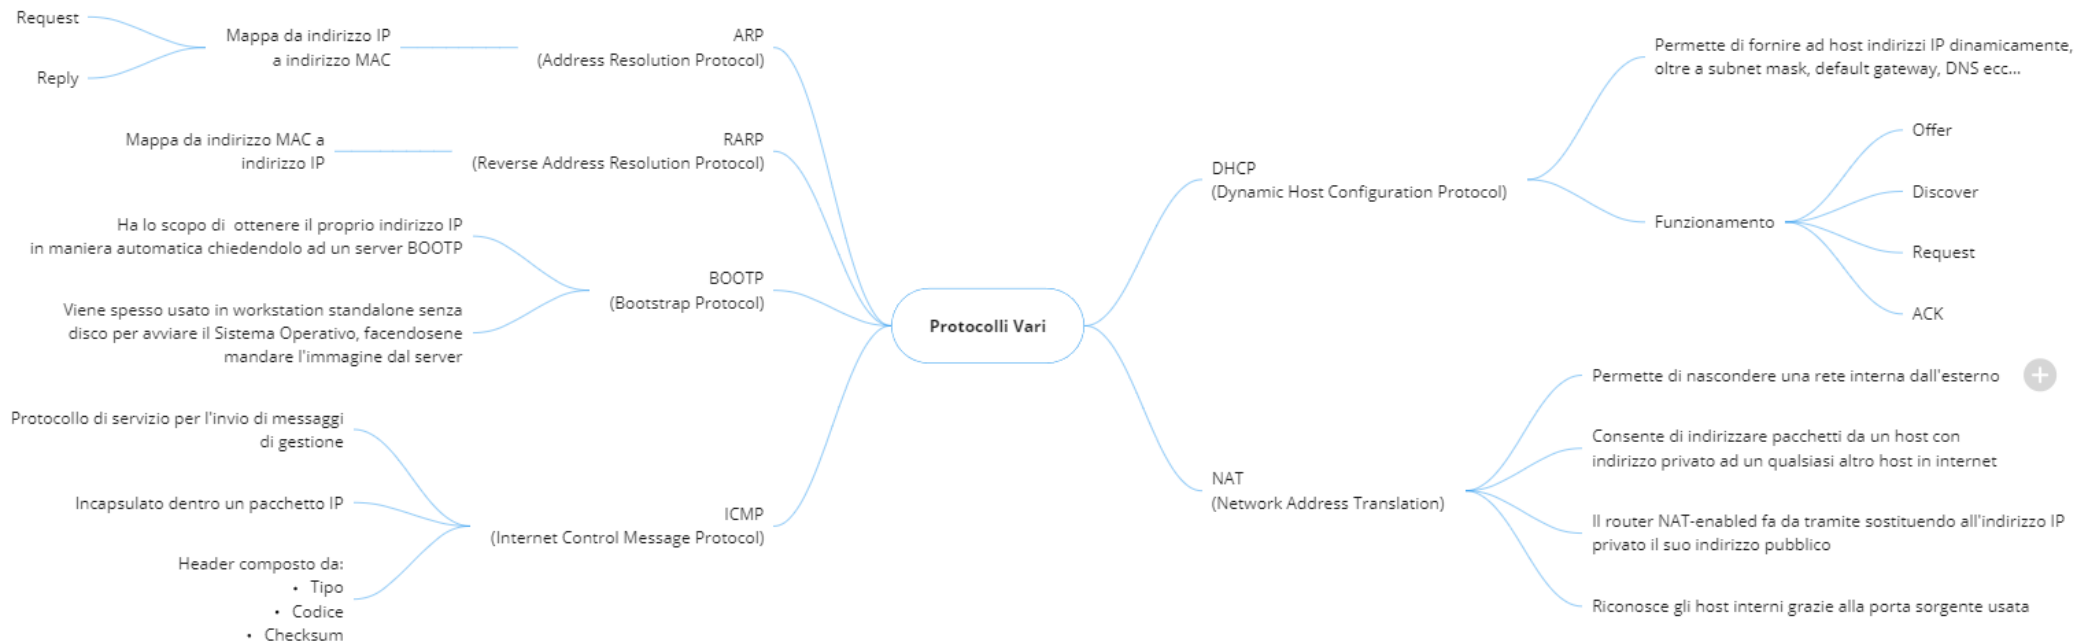 Request
Reply
Mappa da indirizzo IP
a indirizzo MAC
ARP
(Address Resolution Protocol)
Mappa da indirizzo MAC a
indirizzo IP
RARP
(Reverse Address Resolution Protocol)
Ha lo scopo di  ottenere il proprio indirizzo IP
in maniera automatica chiedendolo ad un server BOOTP
Viene spesso usato in workstation standalone senza
disco per avviare il Sistema Operativo, facendosene
mandare l'immagine dal server
BOOTP
(Bootstrap Protocol)
Protocollo di servizio per l'invio di messaggi
di gestione
Incapsulato dentro un pacchetto IP
Header composto da:
• Tipo
• Codice
• Checksum
ICMP
(Internet Control Message Protocol)
Protocolli Vari
DHCP
(Dynamic Host Configuration Protocol)
Permette di fornire ad host indirizzi IP dinamicamente,
oltre a subnet mask, default gateway, DNS ecc...
Funzionamento
Offer
Discover
Request
ACK
NAT
(Network Address Translation)
Permette di nascondere una rete interna dall'esterno
Consente di indirizzare pacchetti da un host con
indirizzo privato ad un qualsiasi altro host in internet
Il router NAT-enabled fa da tramite sostituendo all'indirizzo IP
privato il suo indirizzo pubblico
Riconosce gli host interni grazie alla porta sorgente usata